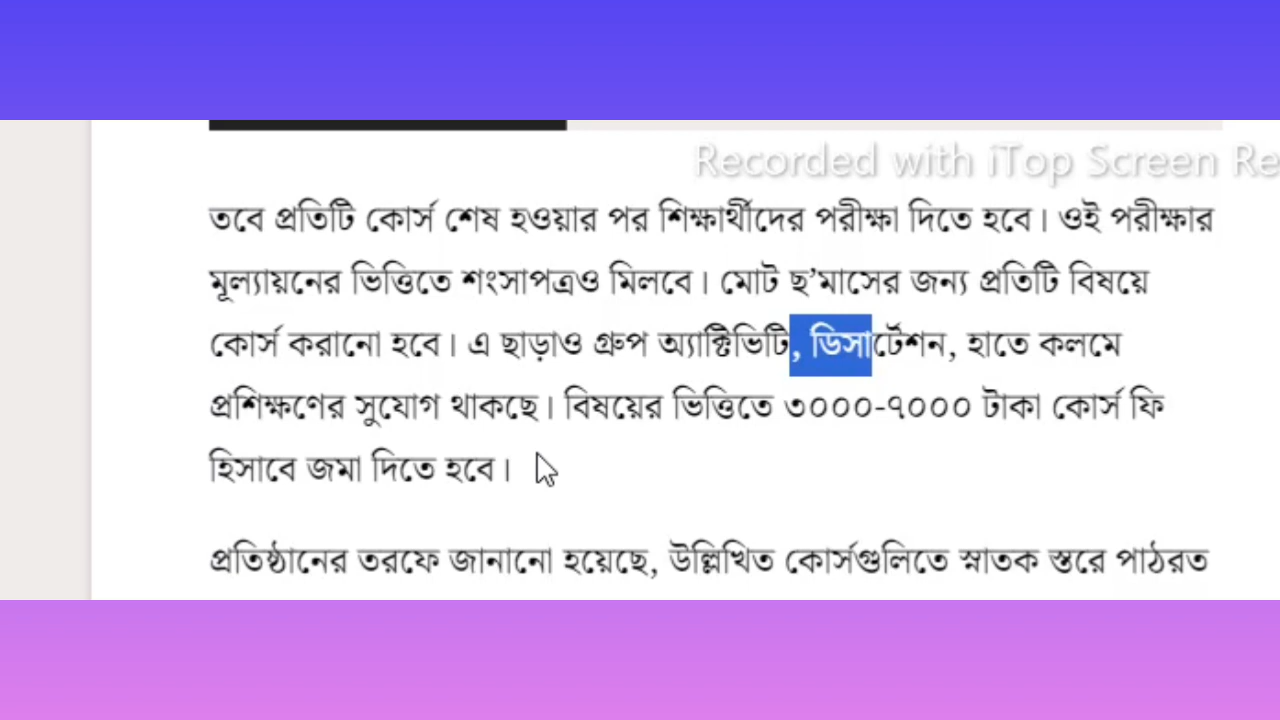 Recorded with iTop Screen Re
তবে প্রতিটি কোর্স শেষ হওয়ার পর শিক্ষার্থীদের পরীক্ষা দিতে হবে। ওই পরীক্ষার
মূল্যায়নের ভিত্তিতে শংসাপত্রও মিলবে। মোট ছ’মাসের জন্য প্রতিটি বিষয়ে
কোর্স করানো হবে। এ ছাড়াও গ্রুপ অ্যাক্টিভিটি, ডিসার্টেশন, হাতে কলমে
প্রশিক্ষণের সুযোগ থাকছে। বিষয়ের ভিত্তিতে ৩০০০-৭০০০ টাকা কোর্স ফি
হিসাবে জমা দিতে হবে।
প্রতিষ্ঠানের তরফে জানানো হয়েছে, উল্লিখিত কোর্সগুলিতে স্নাতক স্তরে পাঠরত